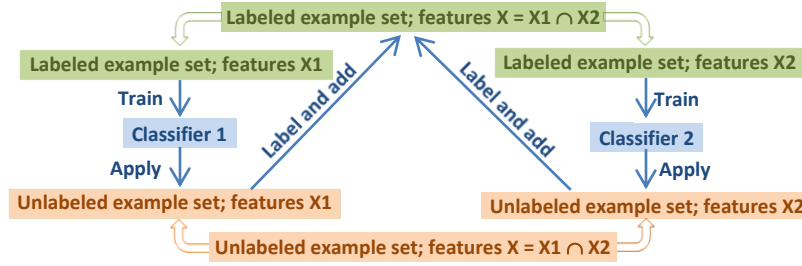 Labeled example set; features X = X1 ∩ X2
Labeled example set; features X1
Labeled example set; features X2
Train
Train
Label and add
Label and add
Classifier 1
Classifier 2
Apply
Apply
Unlabeled example set; features X1
Unlabeled example set; features X2
Unlabeled example set; features X = X1 ∩ X2